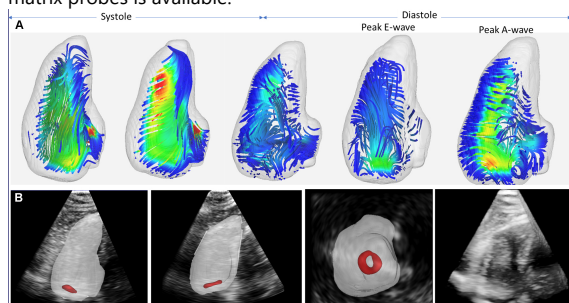 matrix probes is available.
Systole
Diastole
A
Peak E-wave
Peak A-wave
B